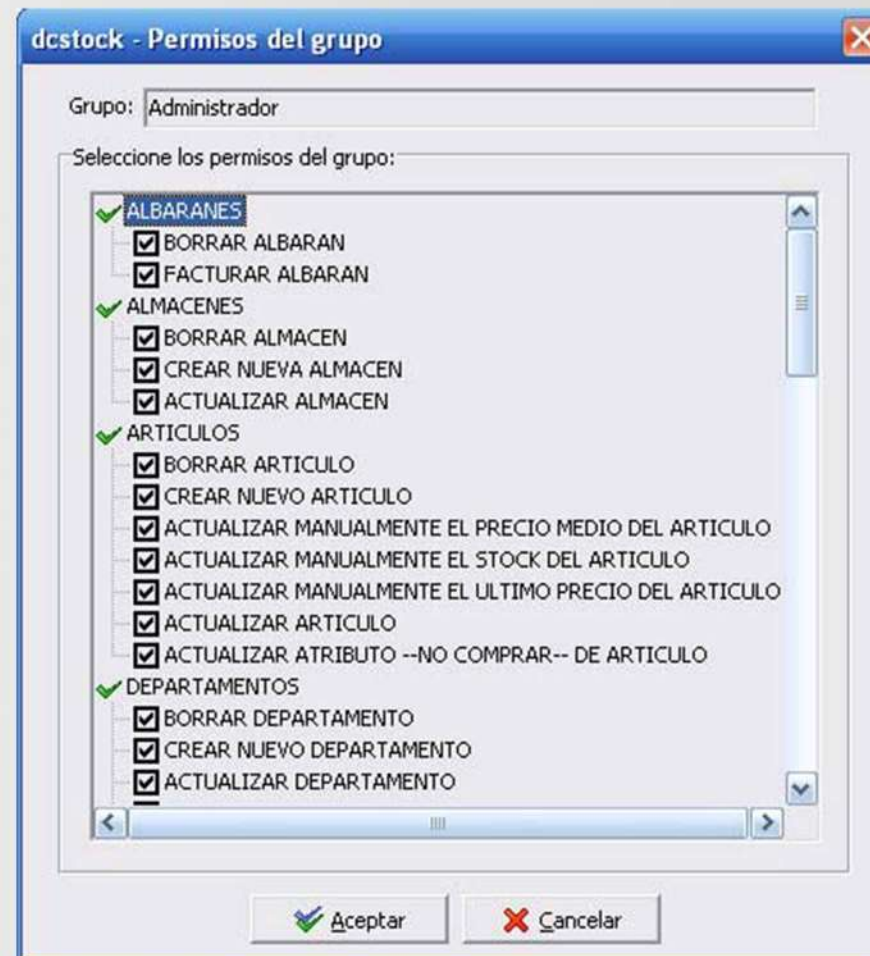 dcstock - Permisos del grupo
Grupo: Administrador
Seleccione los permisos del grupo:
ALBARANES
BORRAR ALBARAN
FACTURAR ALBARAN
ALMACENES
BORRAR ALMACEN
CREAR NUEVA ALMACEN
ACTUALIZAR ALMACEN
ARTICULOS
BORRAR ARTICULO
CREAR NUEVO ARTICULO
ACTUALIZAR MANUALMENTE EL PRECIO MEDIO DEL ARTICULO
ACTUALIZAR MANUALMENTE EL STOCK DEL ARTICULO
ACTUALIZAR MANUALMENTE EL ULTIMO PRECIO DEL ARTICULO
ACTUALIZAR ARTICULO
ACTUALIZAR ATRIBUTO --NO COMPRAR-- DE ARTICULO
DEPARTAMENTOS
BORRAR DEPARTAMENTO
CREAR NUEVO DEPARTAMENTO
ACTUALIZAR DEPARTAMENTO
Aceptar Cancelar